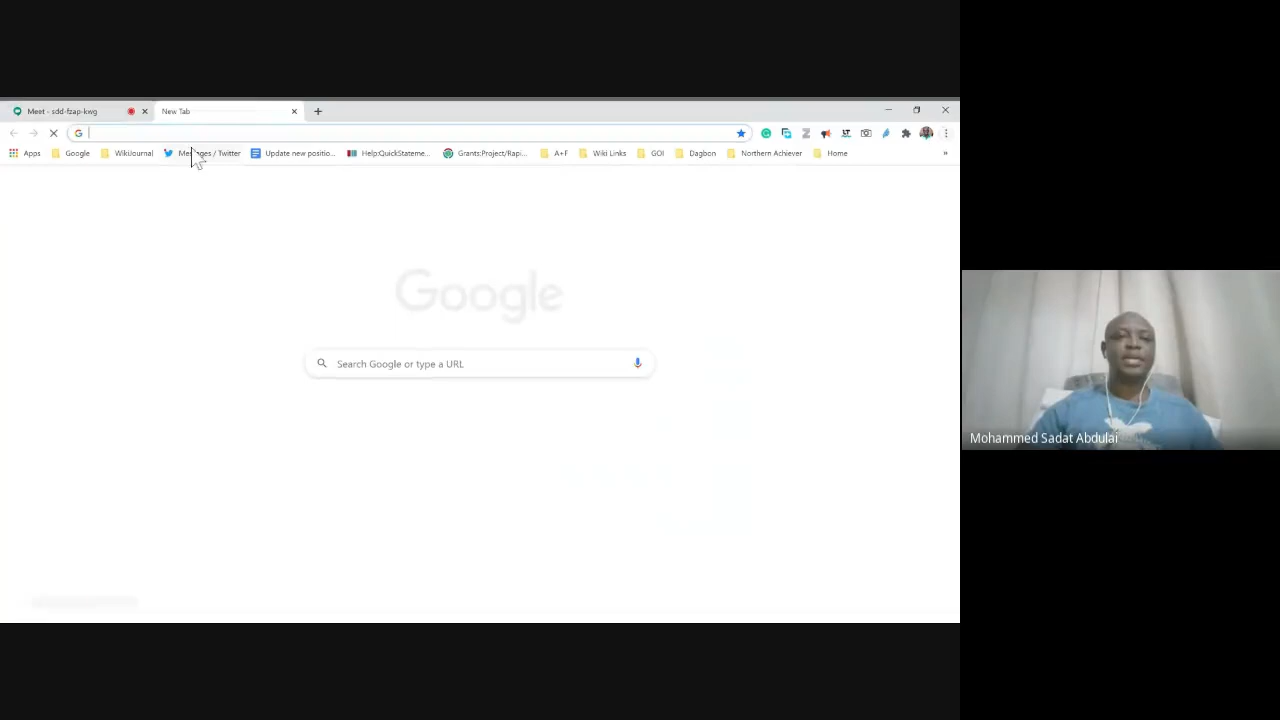 Meet - sdd-fzap-kwg
New Tab
Apps Google WikiJournal Messages / Twitter Update new positio... Help:QuickStateme... Grants:Project/Rapi... A+F Wiki Links GOI Dagbon Northern Achiever Home »
Google
Search Google or type a URL
Mohammed Sadat Abdulai